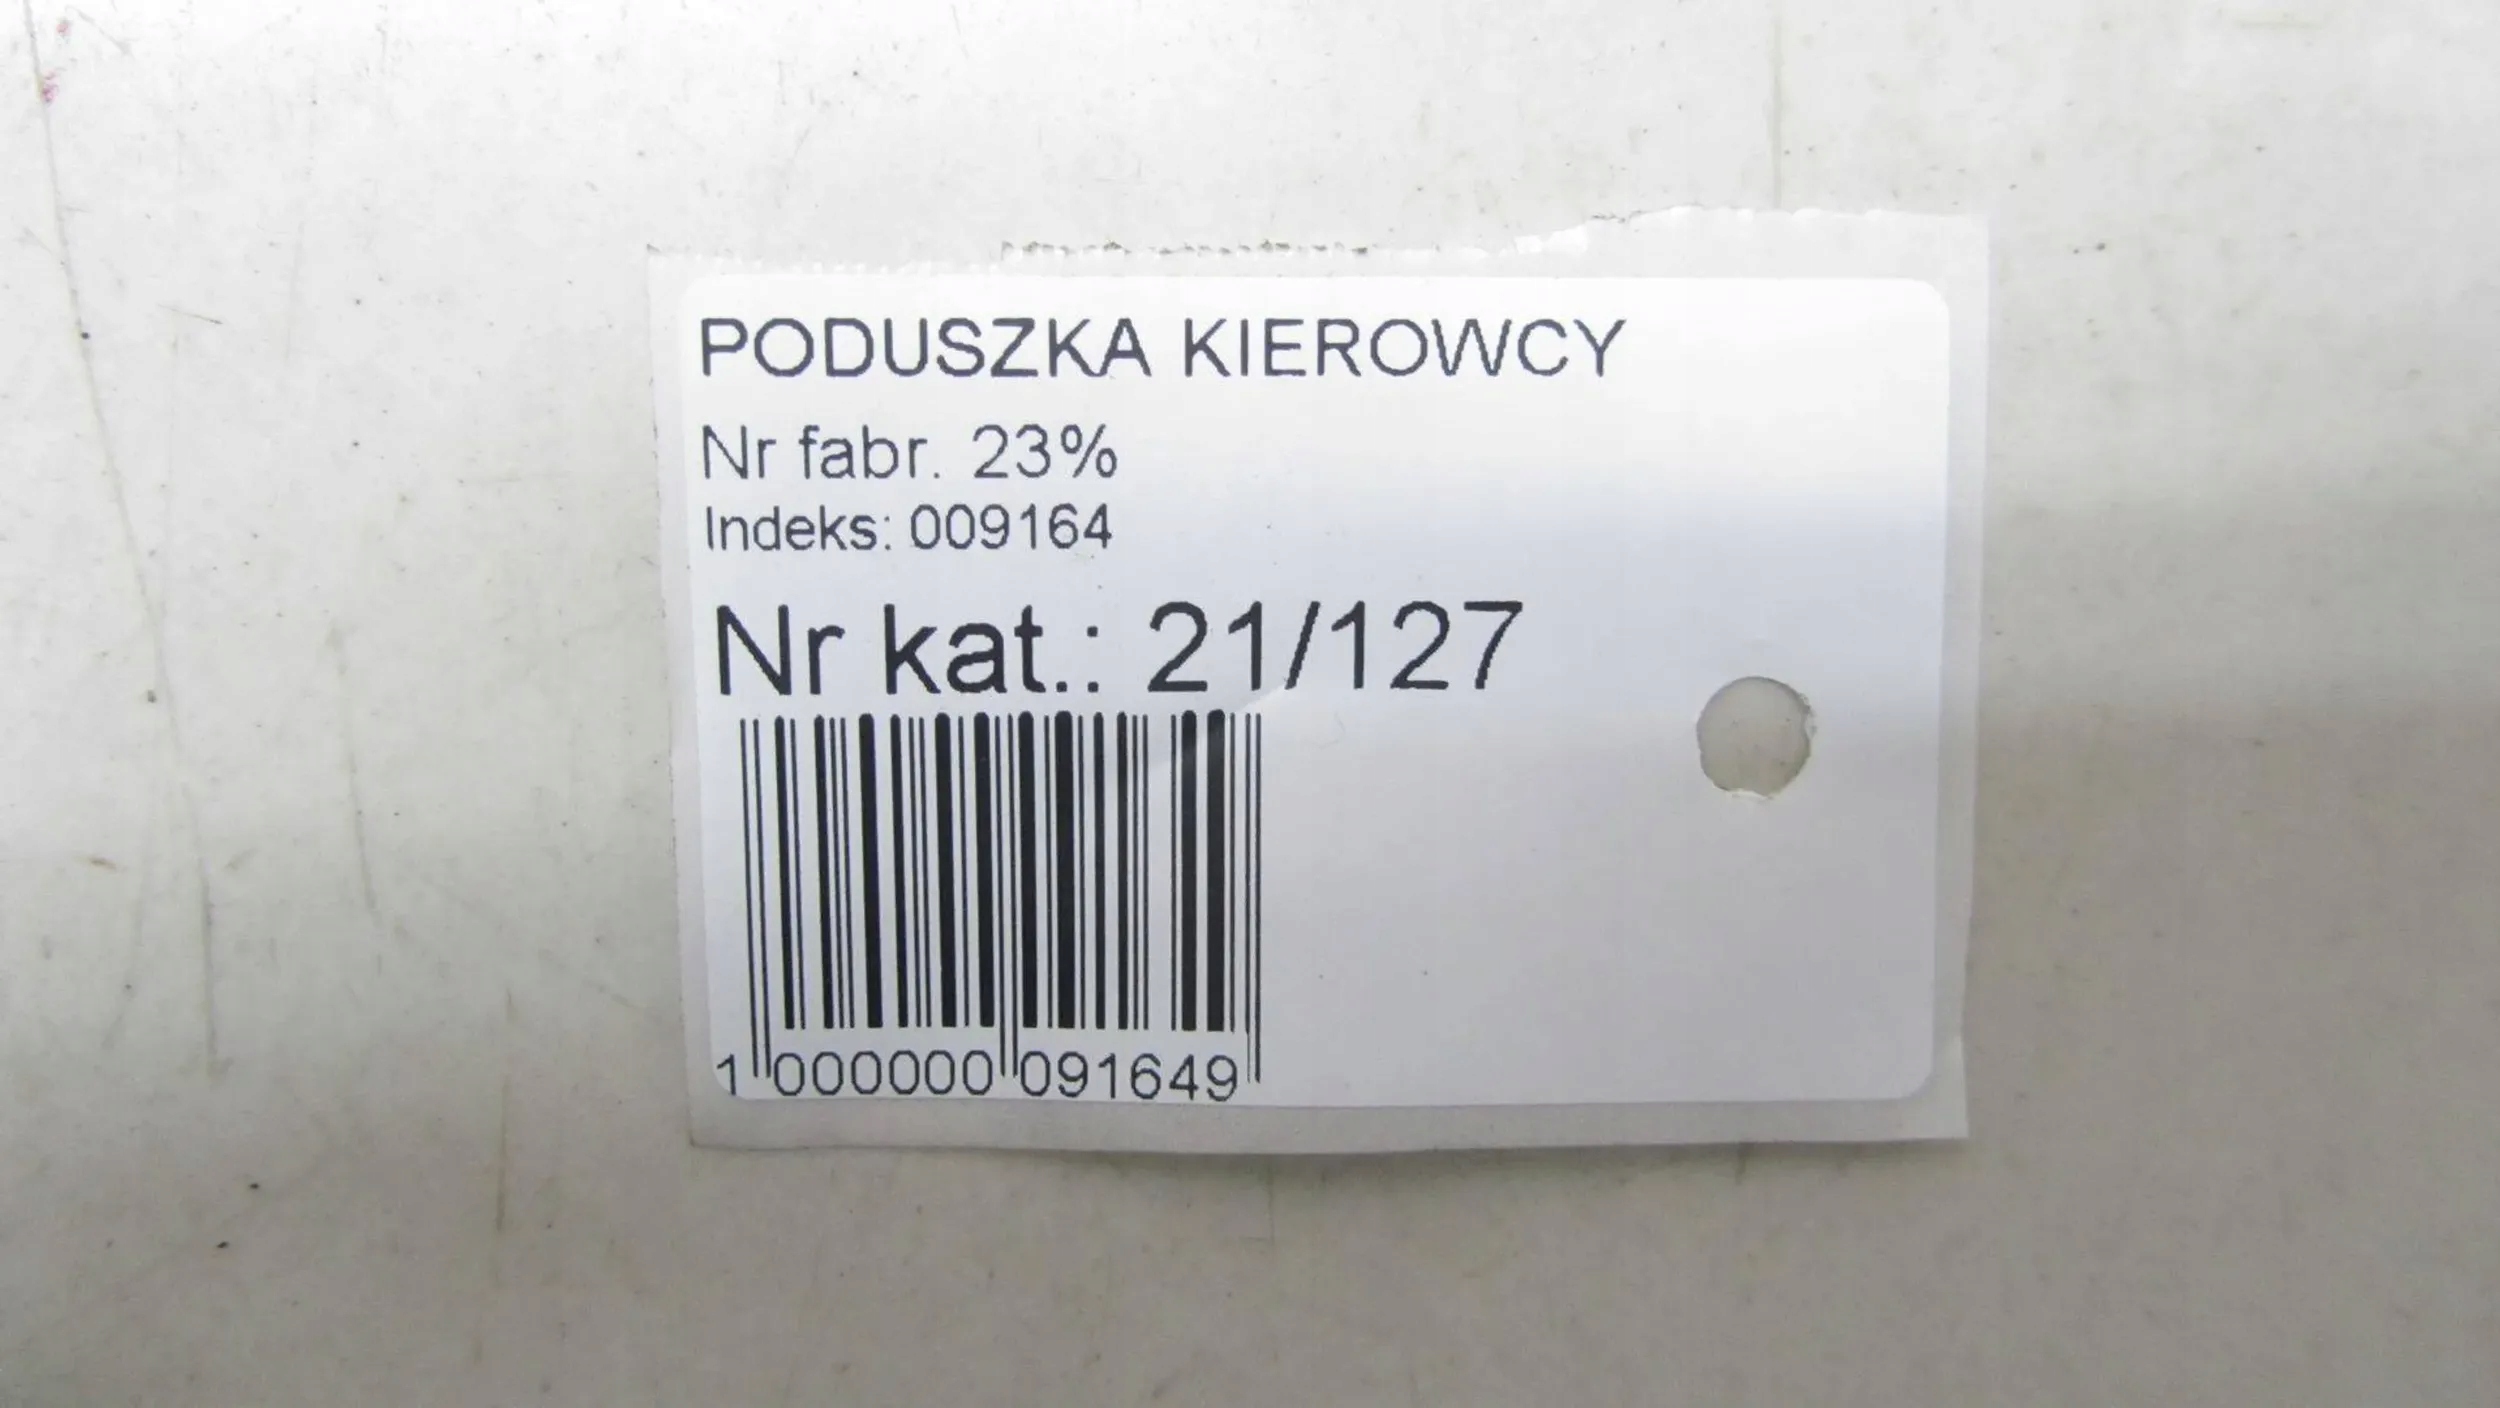 PODUSZKA KIEROWCY
Nr fabr. 23%
Indeks: 009164
Nr kat.: 21/127
1 000000 091649